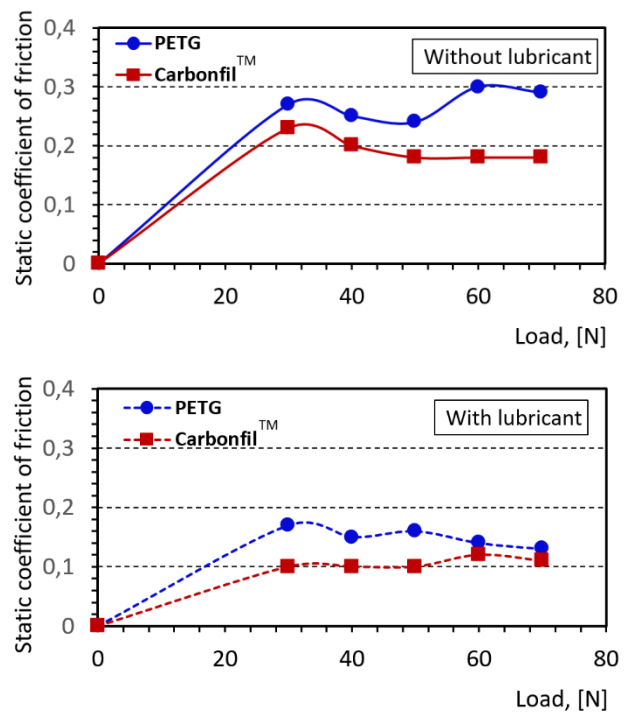 Static coefficient of friction
0,4
0,3
0,2
0,1
0
PETG
Carbonfil™
Without lubricant
0 20 40 60 80
Load, [N]
Static coefficient of friction
0,4
0,3
0,2
0,1
0
PETG
Carbonfil™
With lubricant
0 20 40 60 80
Load, [N]